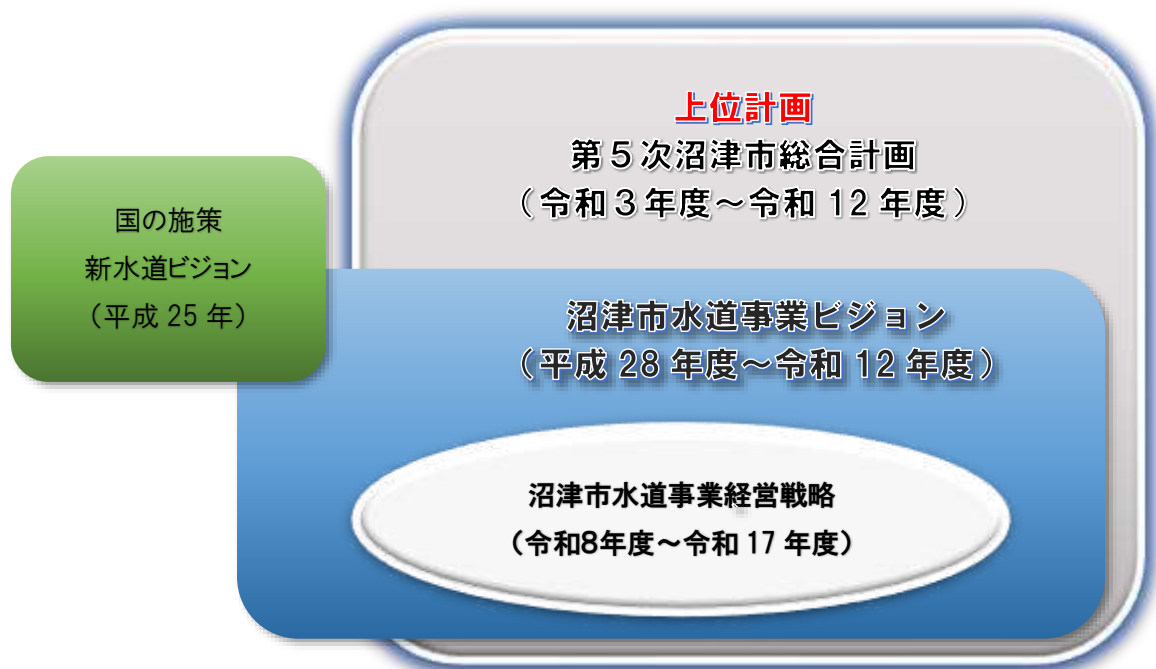 上位計画
第５次沼津市総合計画
（令和３年度～令和 12 年度）
国の施策
新水道ビジョン
（平成 25 年）
沼津市水道事業ビジョン
（平成 28 年度～令和 12 年度）
沼津市水道事業経営戦略
（令和8年度～令和 17 年度）